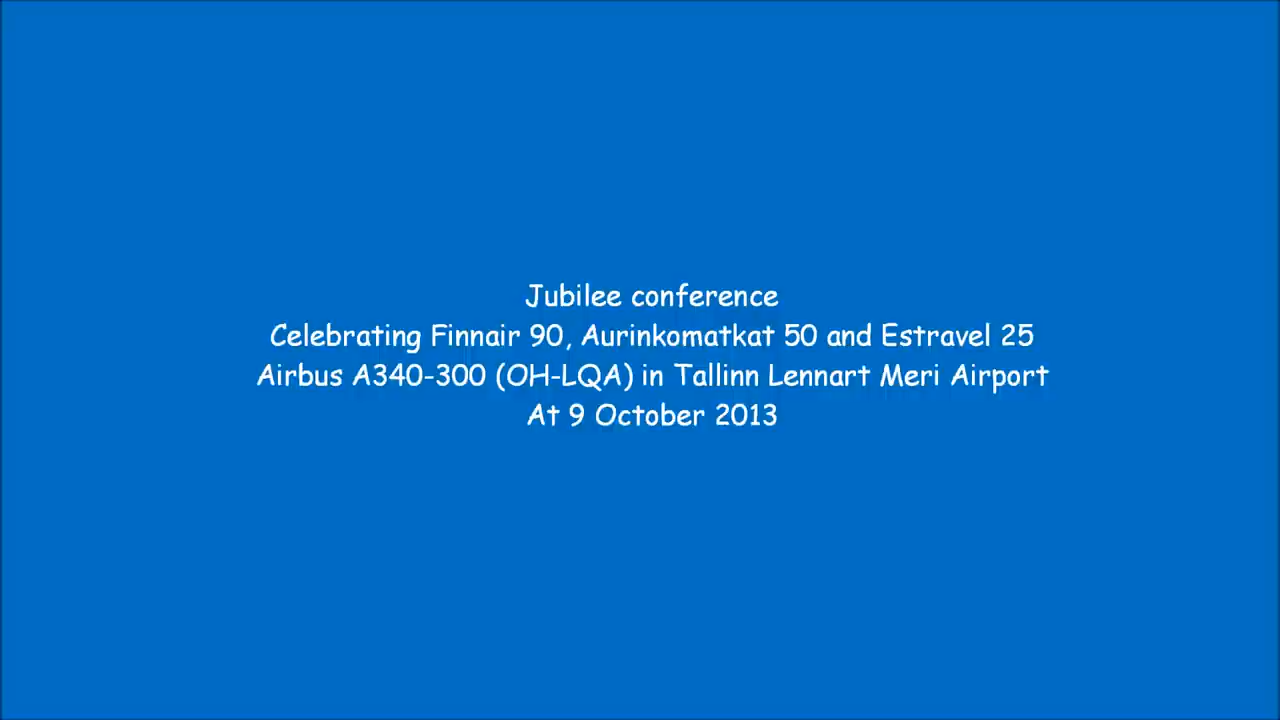 Jubilee conference
Celebrating Finnair 90, Aurinkomatkat 50 and Estravel 25
Airbus A340-300 (OH-LQA) in Tallinn Lennart Meri Airport
At 9 October 2013